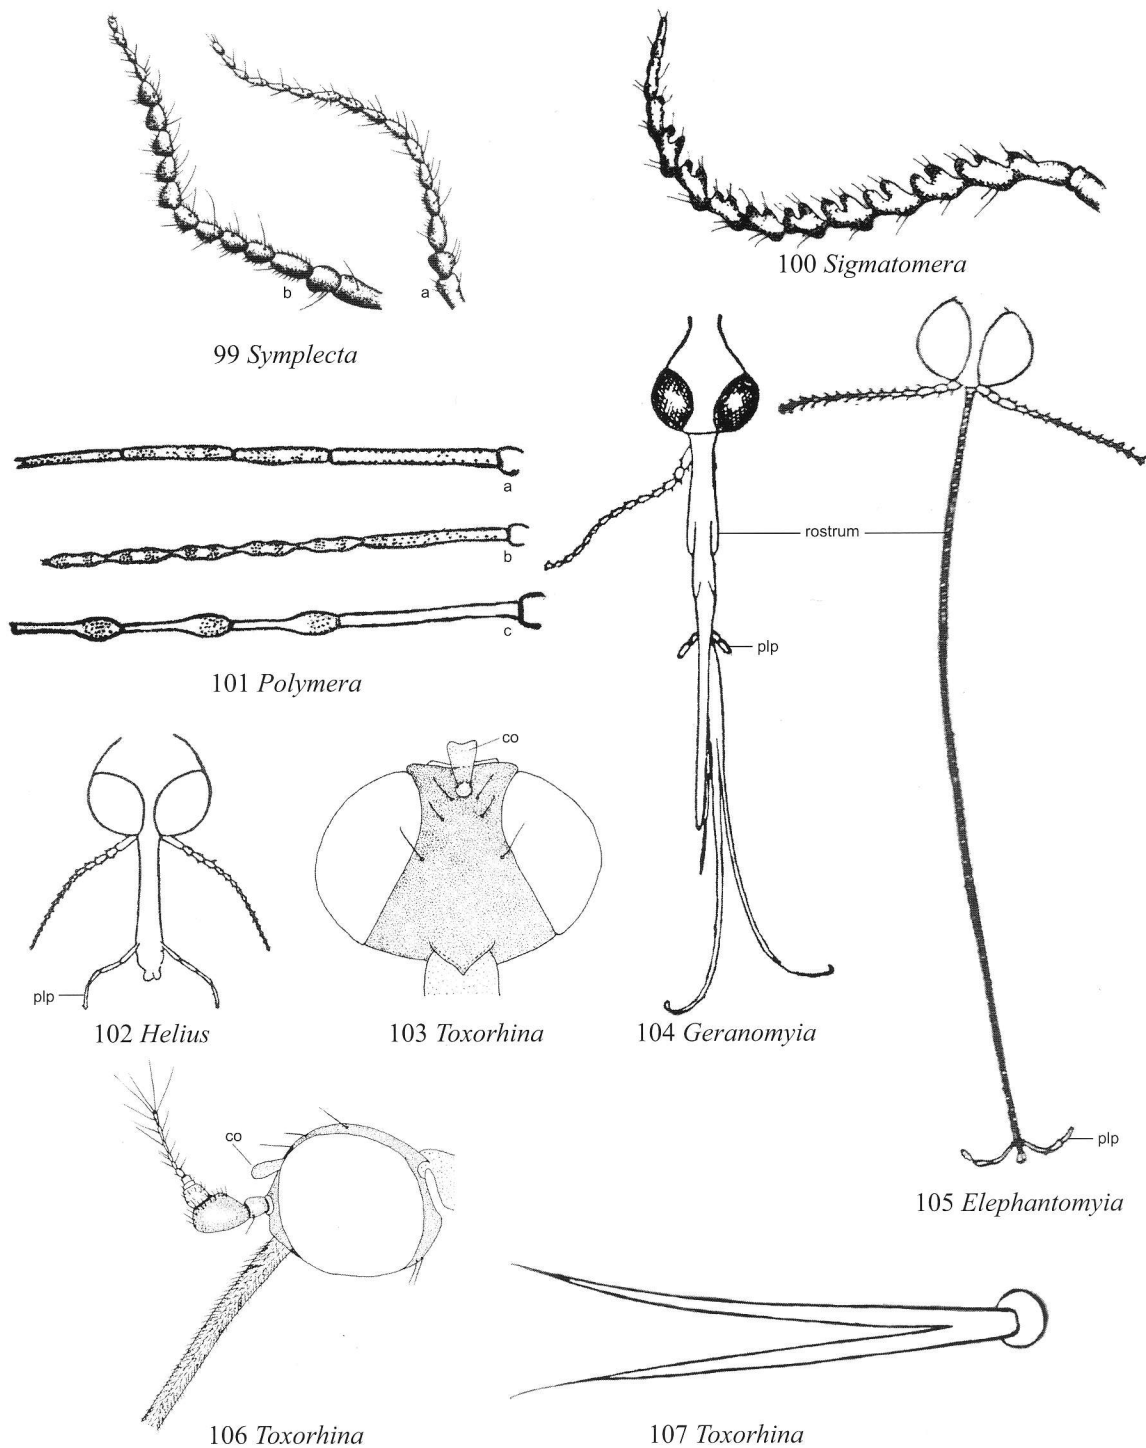 b
a
99 Symplecta
100 Sigmatomera
a
b
c
101 Polymera
rostrum
plp
co
plp
102 Helius
103 Toxorhina
104 Geranomyia
co
plp
105 Elephantomyia
106 Toxorhina
107 Toxorhina